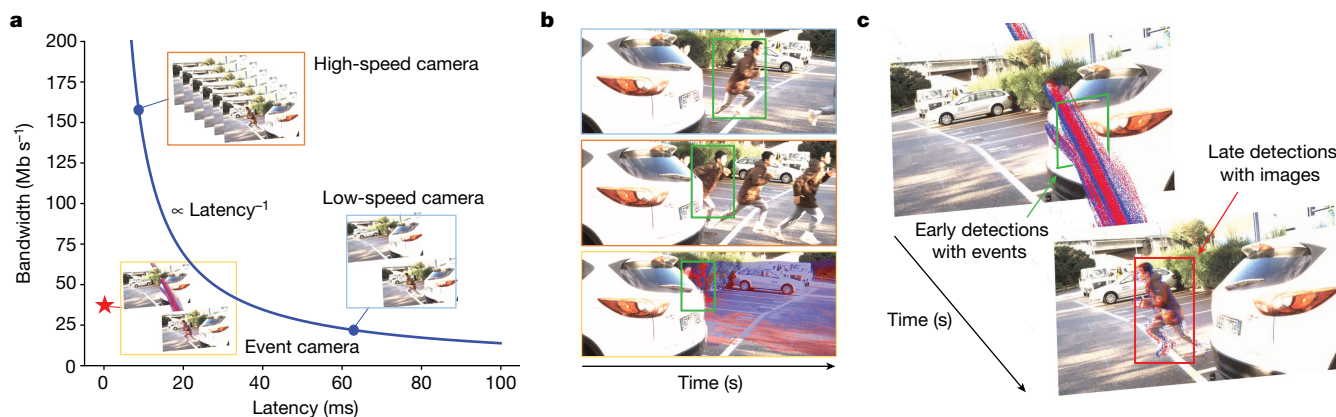 a
200
175
150
125
100
75
50
25
0
Bandwidth (Mb s⁻¹)
High-speed camera
∝ Latency⁻¹
Low-speed camera
Event camera
0
20
40
60
80
100
Latency (ms)
b
Time (s)
c
Late detections
with images
Early detections
with events
Time (s)